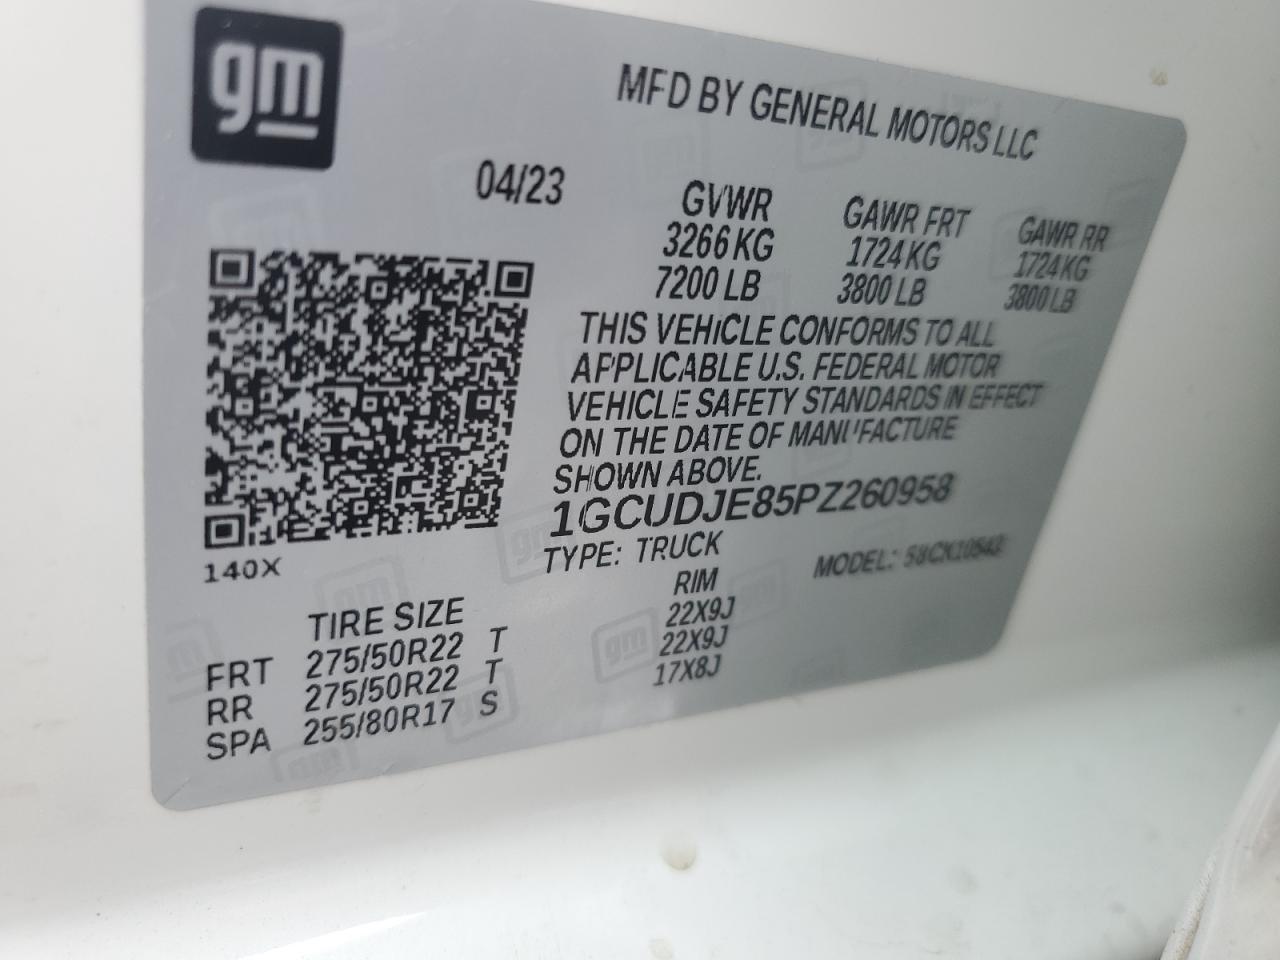 gm
MFD BY GENERAL MOTORS LLC
04/23
GVWR GAWR FRT GAWR RR
3266 KG 1724 KG 1724 KG
7200 LB 3800 LB 3800 LB
THIS VEHICLE CONFORMS TO ALL
APPLICABLE U.S. FEDERAL MOTOR
VEHICLE SAFETY STANDARDS IN EFFECT
ON THE DATE OF MANUFACTURE
SHOWN ABOVE.
1GCUDJE85PZ260958
140X
TYPE: TRUCK MODEL:
TIRE SIZE RIM
FRT 275/50R22 T 22X9J
RR 275/50R22 T 22X9J
SPA 255/80R17 S 17X8J